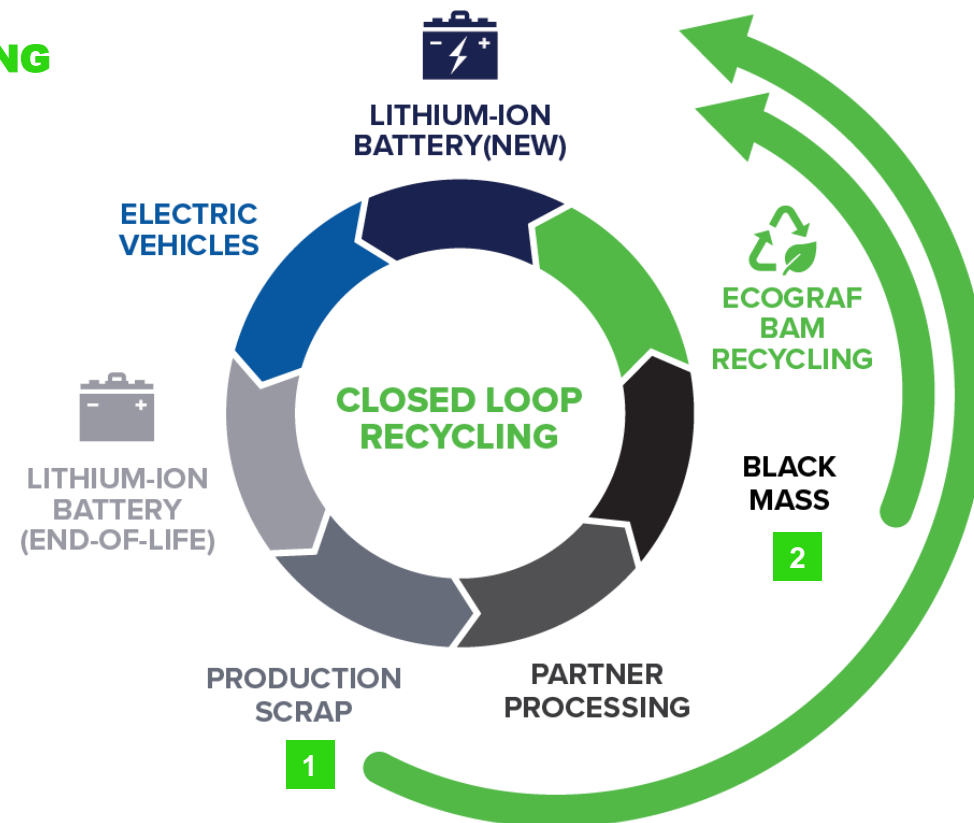 NG
LITHIUM-ION
BATTERY(NEW)
ELECTRIC
VEHICLES
ECOGRAF
BAM
RECYCLING
CLOSED LOOP
RECYCLING
LITHIUM-ION
BATTERY
(END-OF-LIFE)
BLACK
MASS
2
PRODUCTION
SCRAP
1
PARTNER
PROCESSING